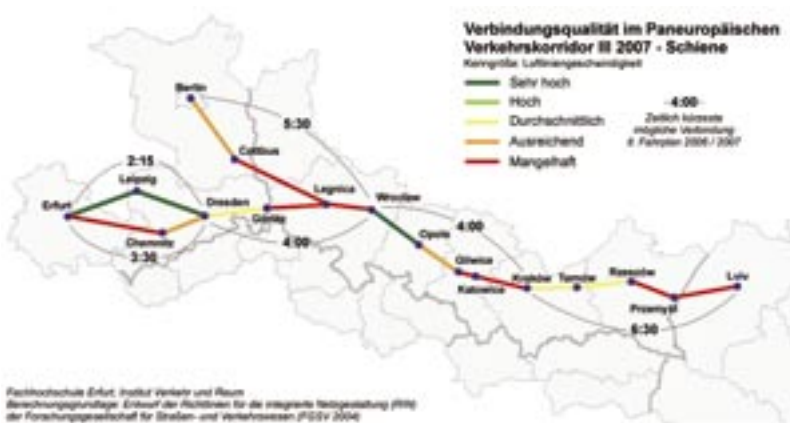 Verbindungsqualität im Paneuropäischen
Verkehrskorridor III 2007 - Schiene
Kenngröße: Luftliniengeschwindigkeit
Sehr hoch
Hoch
Durchschnittlich
Ausreichend
Mangelhaft
4:00
Zeitlich kürzeste
mögliche Verbindung
lt. Fahrplan 2006 / 2007
Berlin
5:30
Cottbus
2:15
Leipzig
Legnica
Erfurt
Dresden
Wrocław
Görlitz
4:00
Chemnitz
4:00
Opole
3:30
Gliwice
Rzeszów
Katowice
Kraków
Tarnów
Lviv
Przemyśl
6:30
Fachhochschule Erfurt, Institut Verkehr und Raum
Berechnungsgrundlage: Entwurf der Richtlinien für die integrierte Netzgestaltung (RIN)
der Forschungsgesellschaft für Straßen- und Verkehrswesen (FGSV 2004)